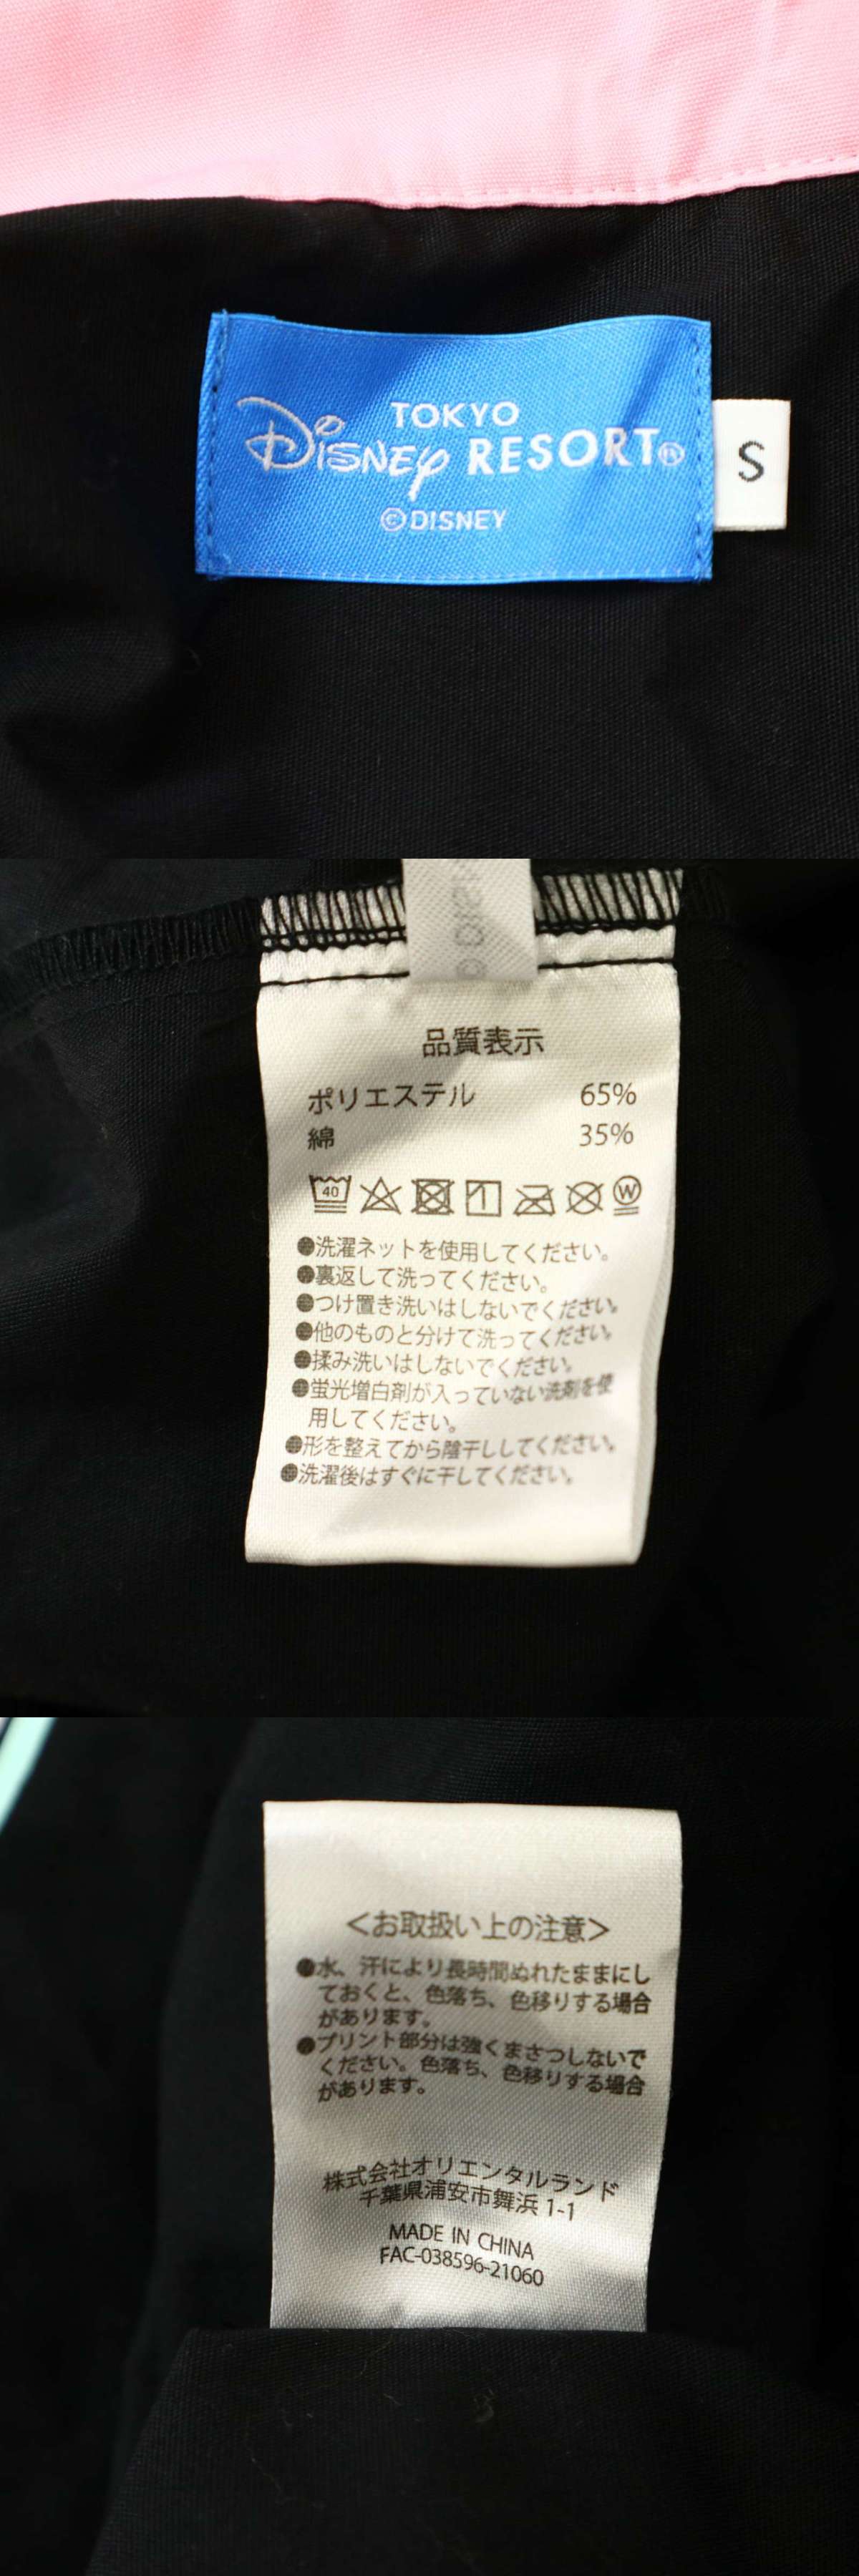 TOKYO
Disney RESORT®
©DISNEY
S
品質表示
ポリエステル 65%
綿 35%
40 W
●洗濯ネットを使用してください。
●裏返して洗ってください。
●つけ置き洗いはしないでください。
●他のものと分けて洗ってください。
●揉み洗いはしないでください。
●蛍光増白剤が入っていない洗剤を使
用してください。
●形を整えてから陰干ししてください。
●洗濯後はすぐに干してください。
<お取扱い上の注意>
●水、汗により長時間ぬれたままにし
ておくと、色落ち、色移りする場合
があります。
●プリント部分は強くまさつしないで
ください。色落ち、色移りする場合
があります。
株式会社オリエンタルランド
千葉県浦安市舞浜 1-1
MADE IN CHINA
FAC-038596-21060